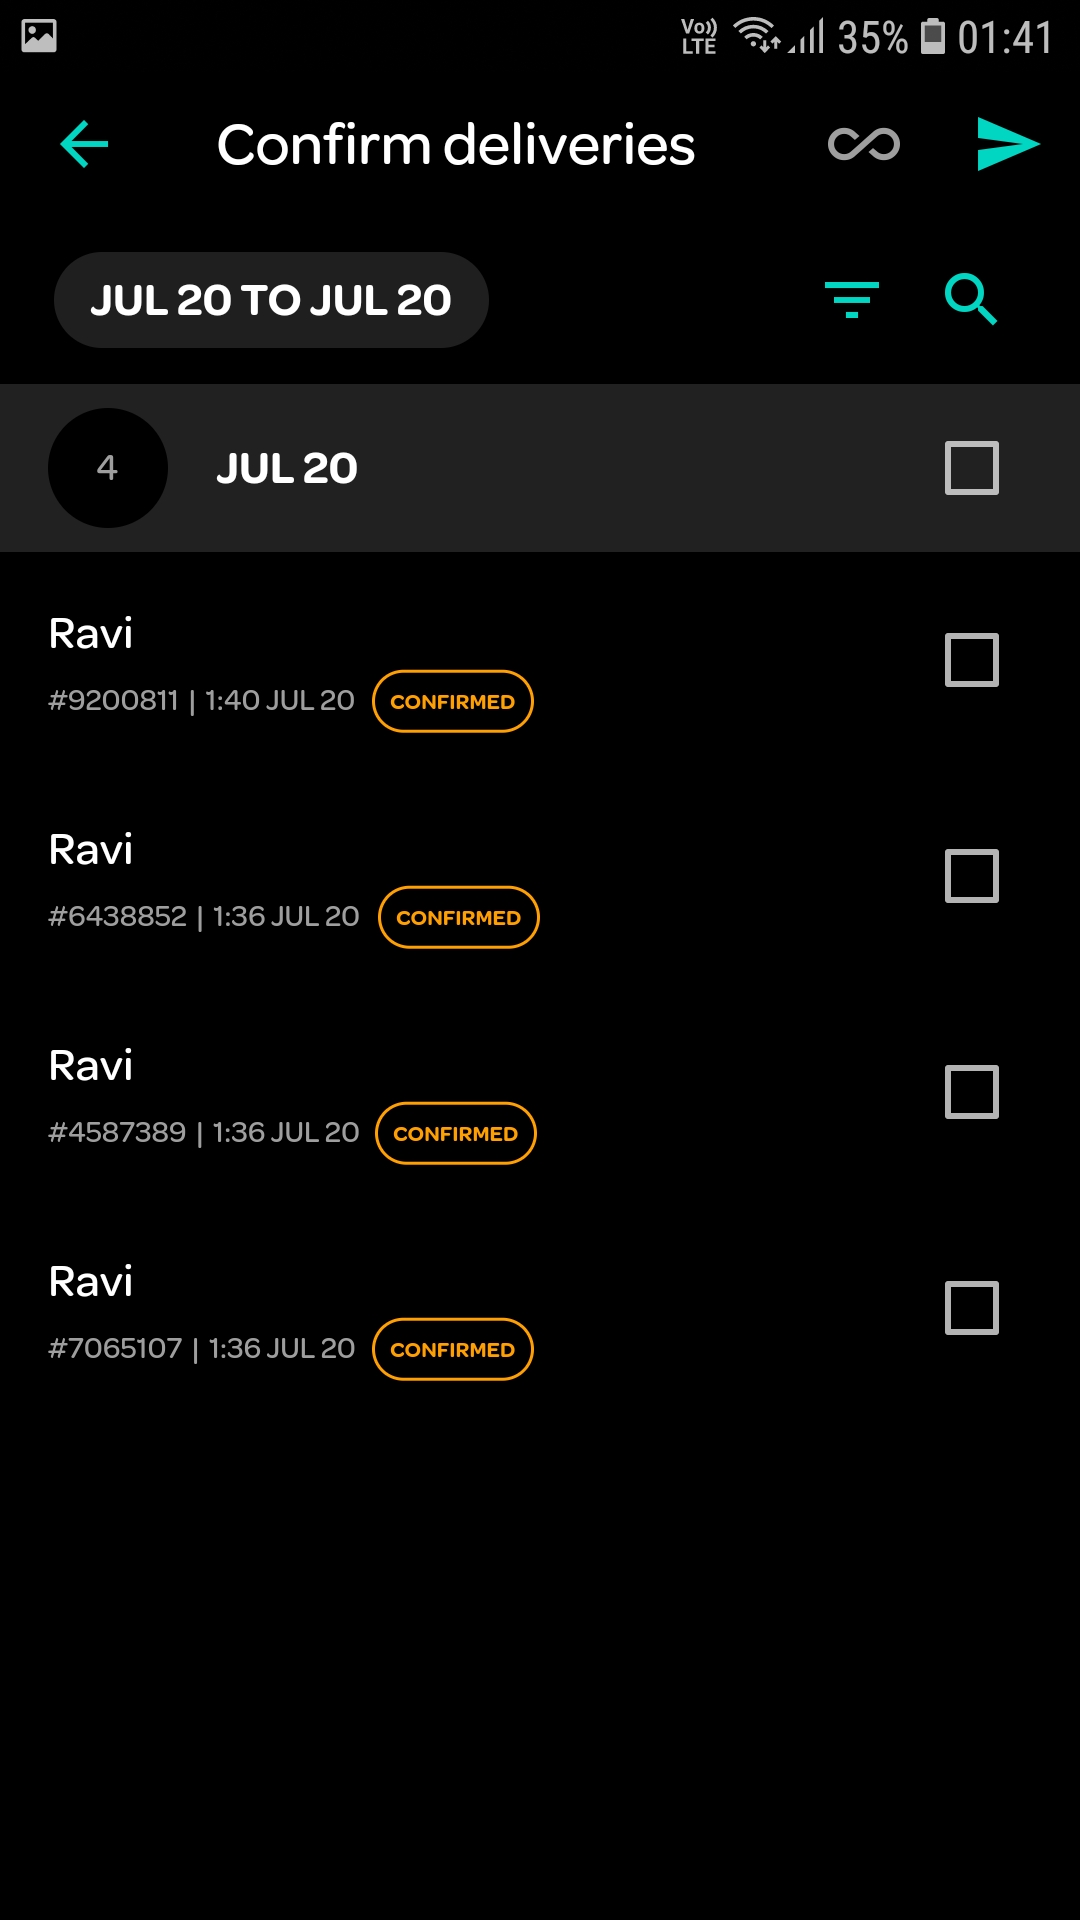 Vo)) LTE 35% 01:41
Confirm deliveries
JUL 20 TO JUL 20
4 JUL 20
Ravi
#9200811 | 1:40 JUL 20 CONFIRMED
Ravi
#6438852 | 1:36 JUL 20 CONFIRMED
Ravi
#4587389 | 1:36 JUL 20 CONFIRMED
Ravi
#7065107 | 1:36 JUL 20 CONFIRMED